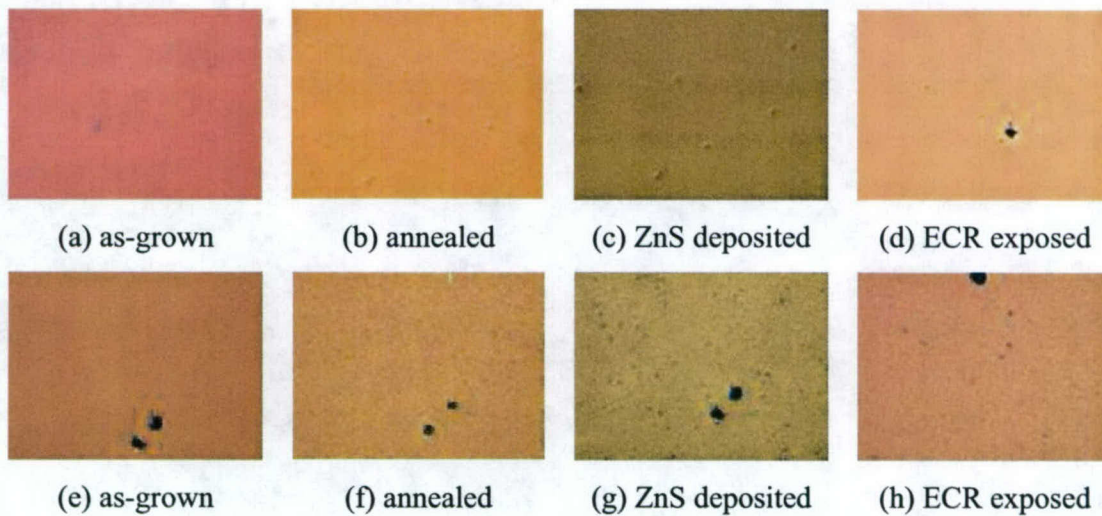 (a) as-grown (b) annealed (c) ZnS deposited (d) ECR exposed
(e) as-grown (f) annealed (g) ZnS deposited (h) ECR exposed